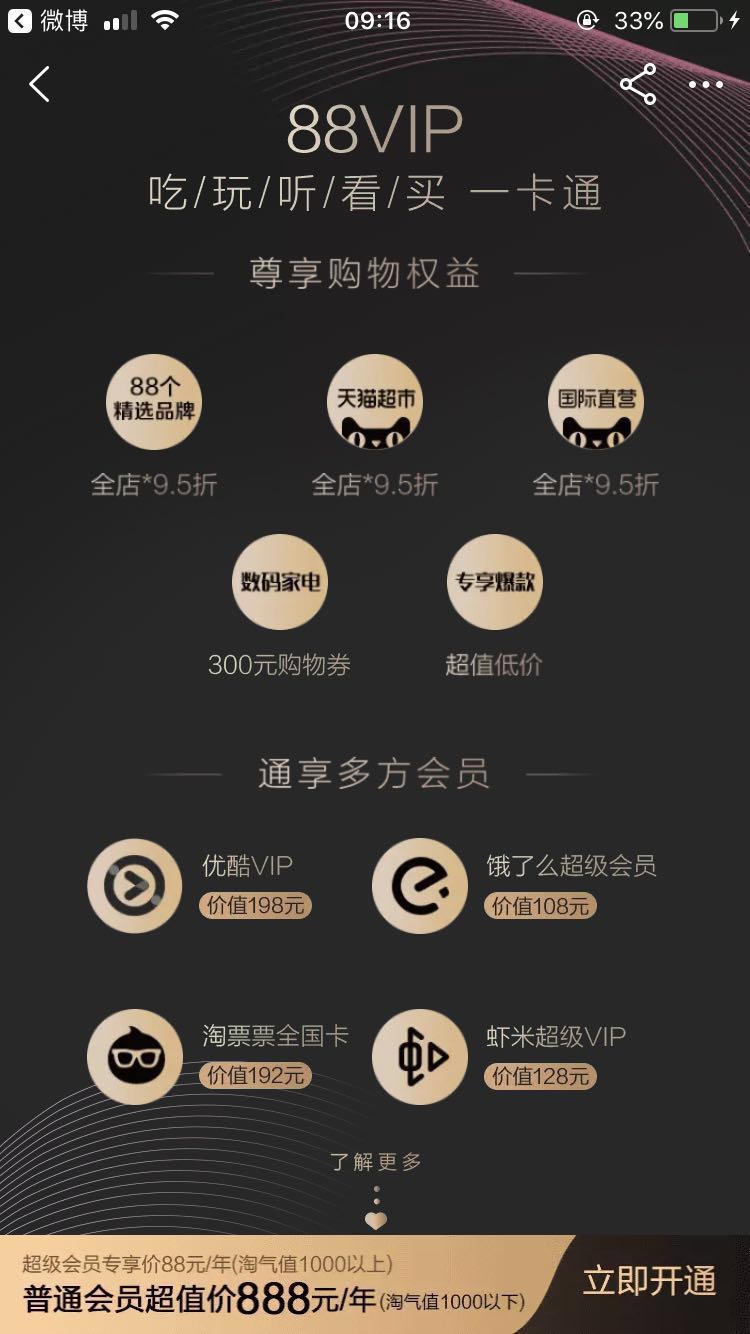 微博
09:16
33%
88VIP
吃/玩/听/看/买 一卡通
尊享购物权益
88个
精选品牌
天猫超市
国际直营
全店*9.5折
全店*9.5折
全店*9.5折
数码家电
专享爆款
300元购物券
超值低价
通享多方会员
优酷VIP
价值198元
饿了么超级会员
价值108元
淘票票全国卡
价值192元
虾米超级VIP
价值128元
了解更多
超级会员专享价88元/年(淘气值1000以上)
普通会员超值价888元/年(淘气值1000以下)
立即开通